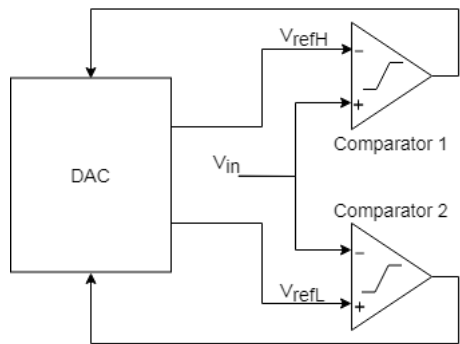 VrefH
−
+
Comparator 1
DAC
Vin
Comparator 2
−
VrefL
+